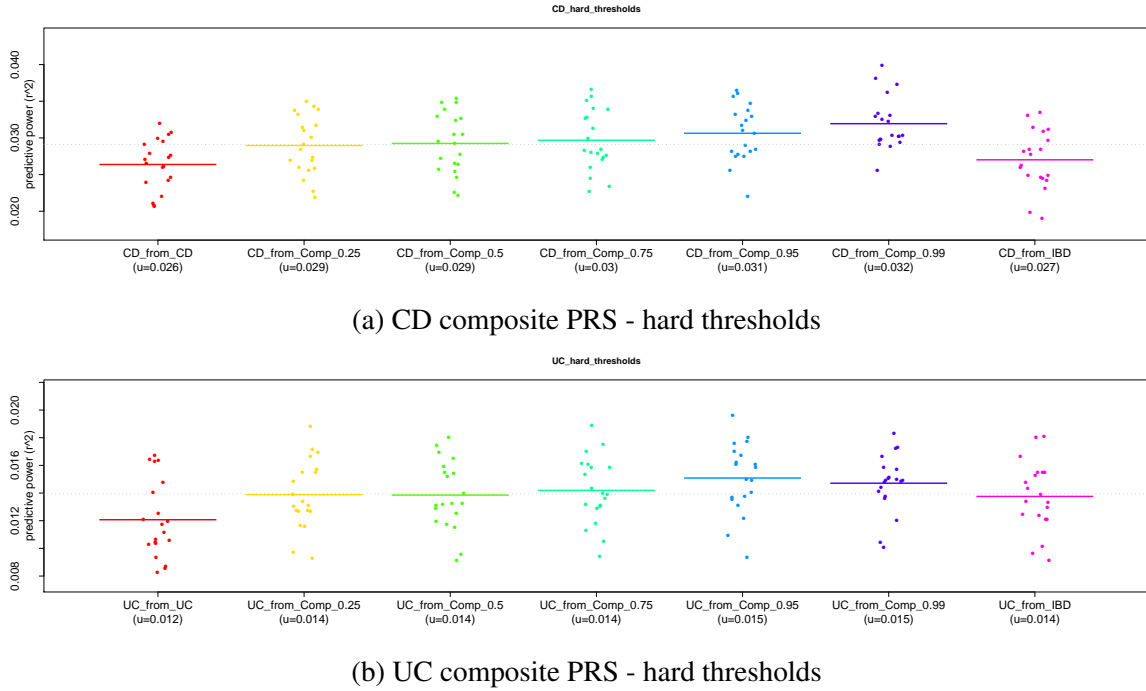 CD_hard_thresholds
predictive power (r^2)
0.040
0.030
0.020
CD_from_CD CD_from_Comp_0.25 CD_from_Comp_0.5 CD_from_Comp_0.75 CD_from_Comp_0.95 CD_from_Comp_0.99 CD_from_IBD
(u=0.026) (u=0.029) (u=0.029) (u=0.03) (u=0.031) (u=0.032) (u=0.027)
(a) CD composite PRS - hard thresholds
UC_hard_thresholds
predictive power (r^2)
0.020
0.016
0.012
0.008
UC_from_UC UC_from_Comp_0.25 UC_from_Comp_0.5 UC_from_Comp_0.75 UC_from_Comp_0.95 UC_from_Comp_0.99 UC_from_IBD
(u=0.012) (u=0.014) (u=0.014) (u=0.014) (u=0.015) (u=0.015) (u=0.014)
(b) UC composite PRS - hard thresholds